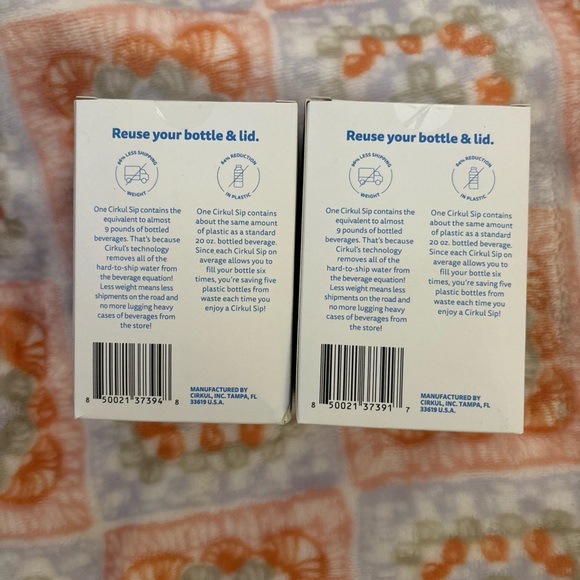 Reuse your bottle & lid.
96% LESS SHIPPING
WEIGHT
84% REDUCTION
IN PLASTIC
One Cirkul Sip contains the
equivalent to almost
9 pounds of bottled
beverages. That's because
Cirkul's technology
removes all of the
hard-to-ship water from
the beverage equation!
Less weight means less
shipments on the road and
no more lugging heavy
cases of beverages from
the store!
One Cirkul Sip contains
about the same amount
of plastic as a standard
20 oz. bottled beverage.
Since each Cirkul Sip on
average allows you to
fill your bottle six
times, you're saving five
plastic bottles from
waste each time you
enjoy a Cirkul Sip!
8 50021 37394 8
MANUFACTURED BY
CIRKUL, INC. TAMPA, FL
33619 U.S.A.
Reuse your bottle & lid.
96% LESS SHIPPING
WEIGHT
84% REDUCTION
IN PLASTIC
One Cirkul Sip contains the
equivalent to almost
9 pounds of bottled
beverages. That's because
Cirkul's technology
removes all of the
hard-to-ship water from
the beverage equation!
Less weight means less
shipments on the road and
no more lugging heavy
cases of beverages from
the store!
One Cirkul Sip contains
about the same amount
of plastic as a standard
20 oz. bottled beverage.
Since each Cirkul Sip on
average allows you to
fill your bottle six
times, you're saving five
plastic bottles from
waste each time you
enjoy a Cirkul Sip!
8 50021 37391 7
MANUFACTURED BY
CIRKUL, INC. TAMPA, FL
33619 U.S.A.